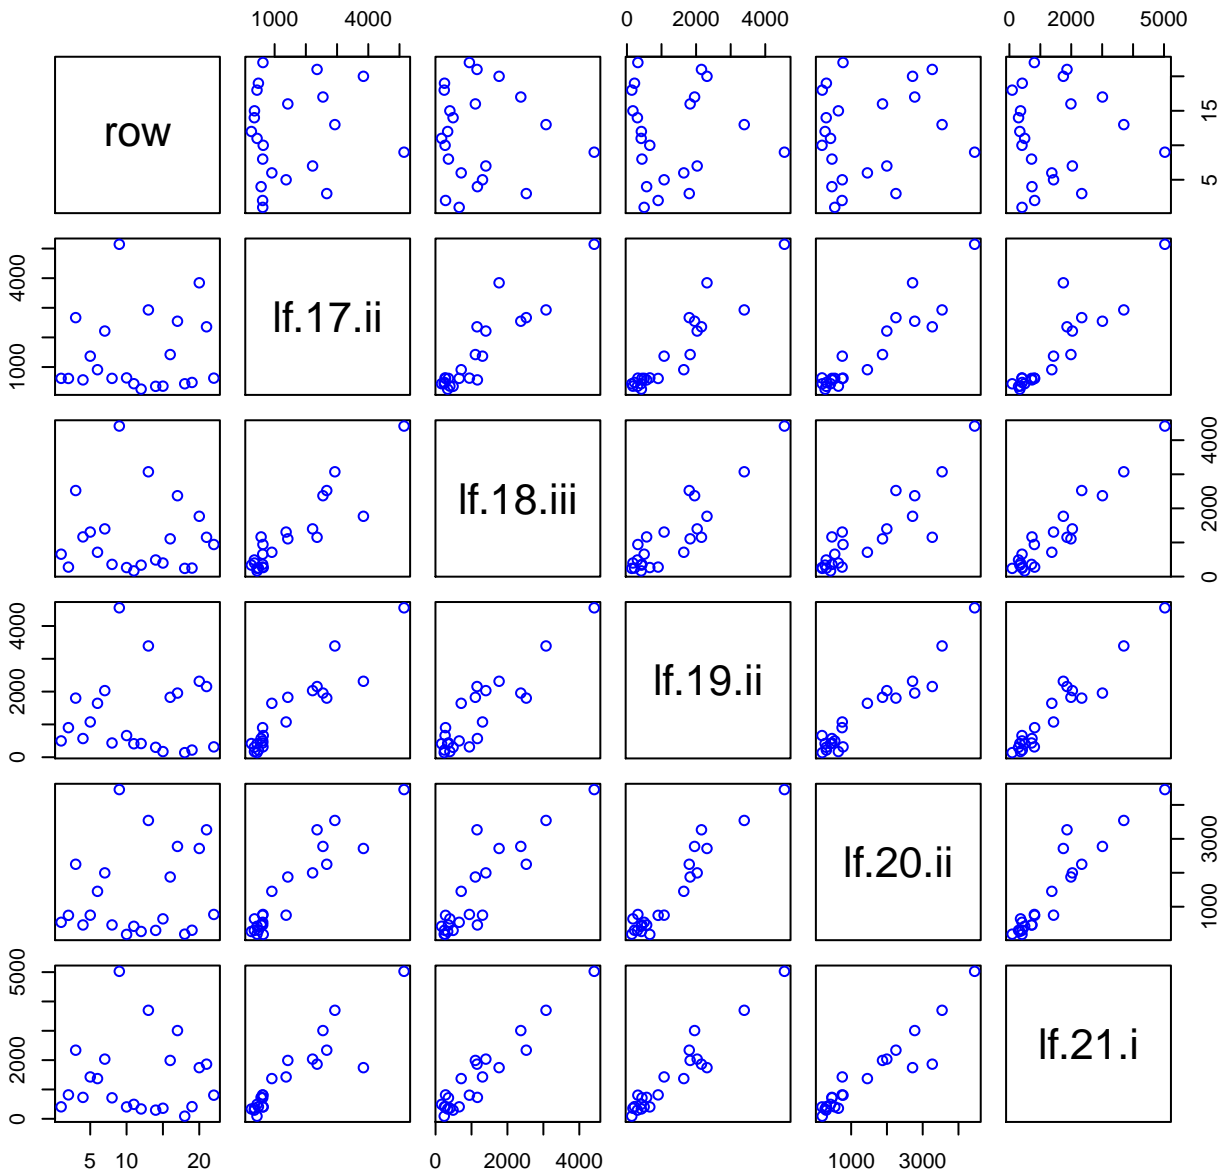 1000 4000 0 2000 4000 0 2000 5000
row 5 15
1000 4000 lf.17.ii
lf.18.iii 0 2000 4000
0 2000 4000 lf.19.ii
lf.20.ii 1000 3000
0 2000 5000 lf.21.i
5 10 20 0 2000 4000 1000 3000